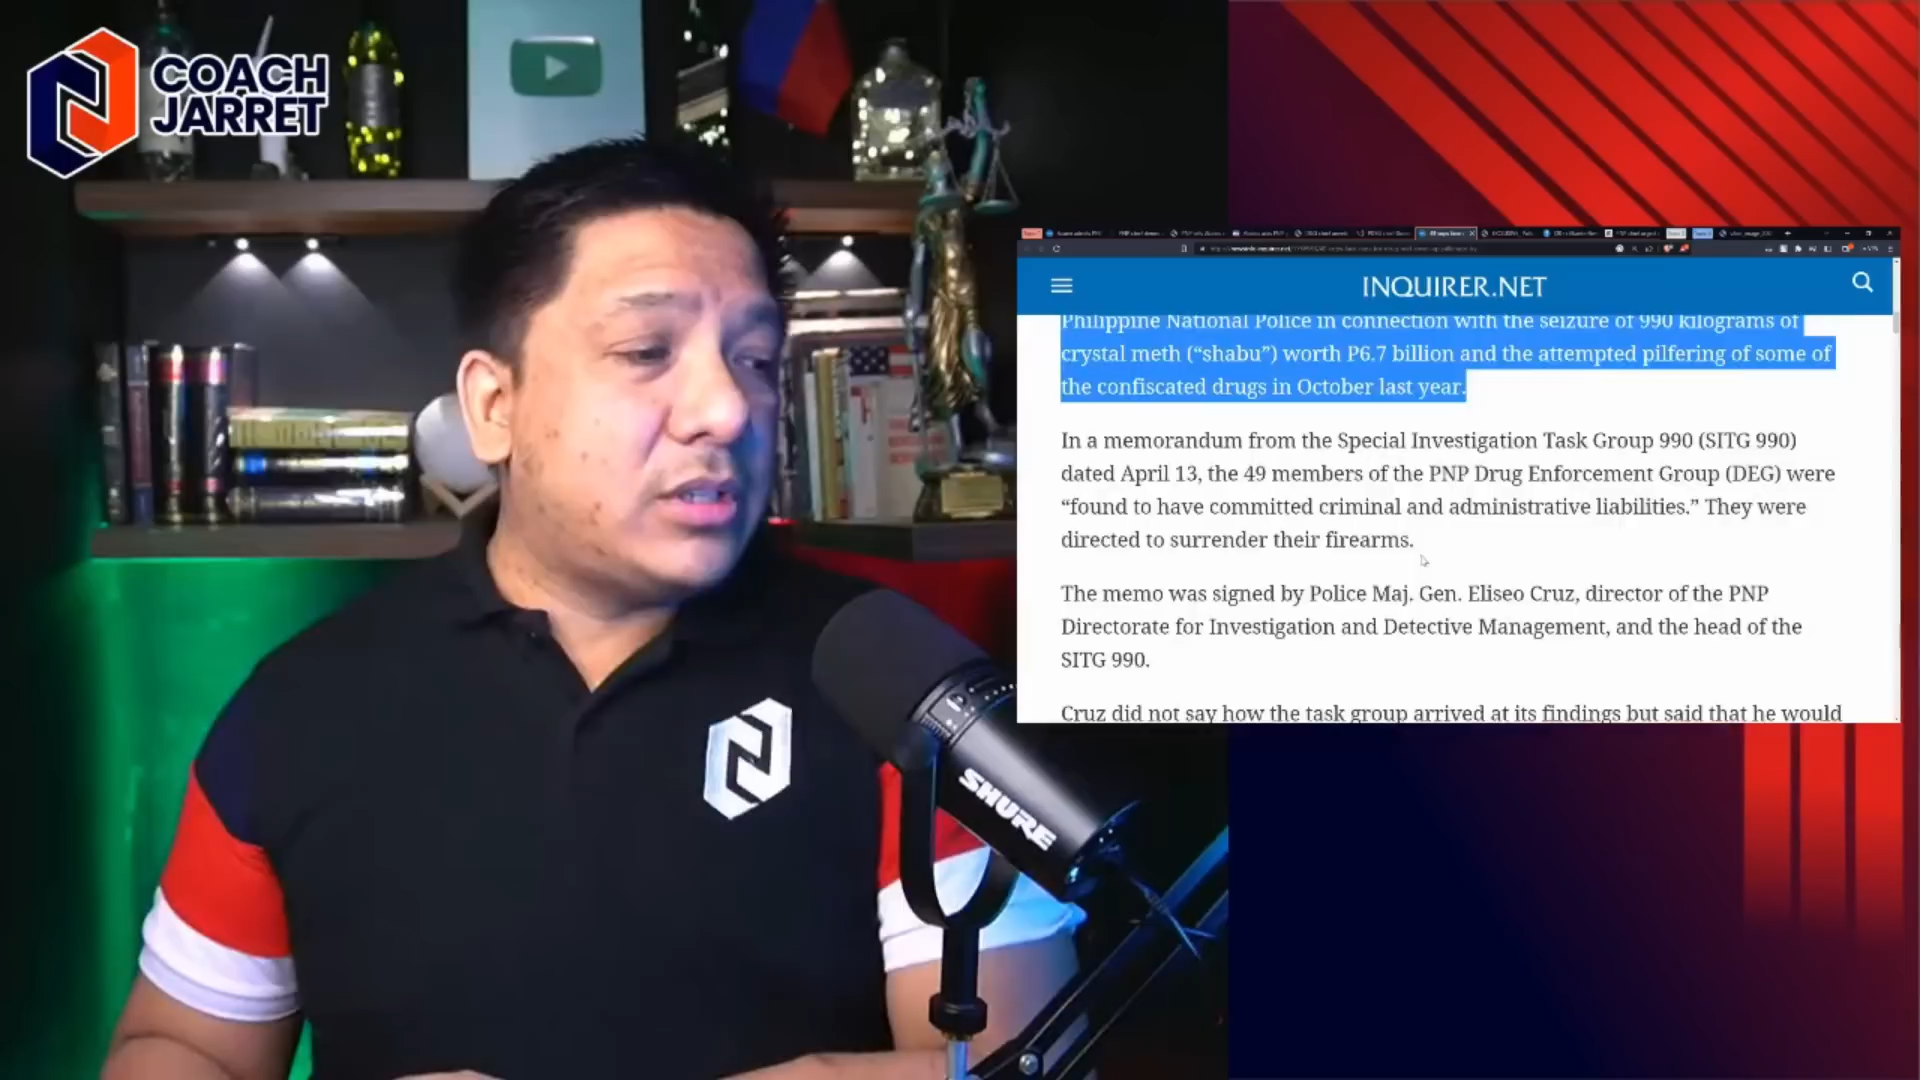 COACH
JARRET
INQUIRER.NET
Philippine National Police in connection with the seizure of 990 kilograms of
crystal meth (“shabu”) worth P6.7 billion and the attempted pilfering of some of
the confiscated drugs in October last year.
In a memorandum from the Special Investigation Task Group 990 (SITG 990)
dated April 13, the 49 members of the PNP Drug Enforcement Group (DEG) were
“found to have committed criminal and administrative liabilities.” They were
directed to surrender their firearms.
The memo was signed by Police Maj. Gen. Eliseo Cruz, director of the PNP
Directorate for Investigation and Detective Management, and the head of the
SITG 990.
Cruz did not say how the task group arrived at its findings but said that he would
SHURE